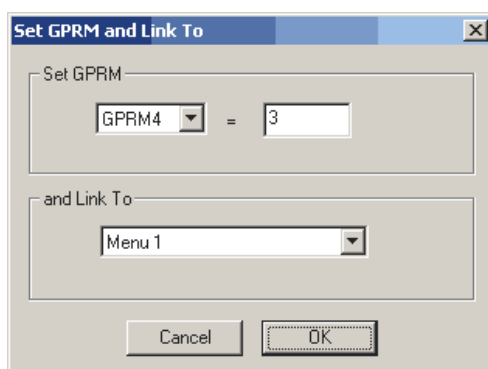 Set GPRM and Link To
Set GPRM
GPRM4 = 3
and Link To
Menu 1
Cancel OK